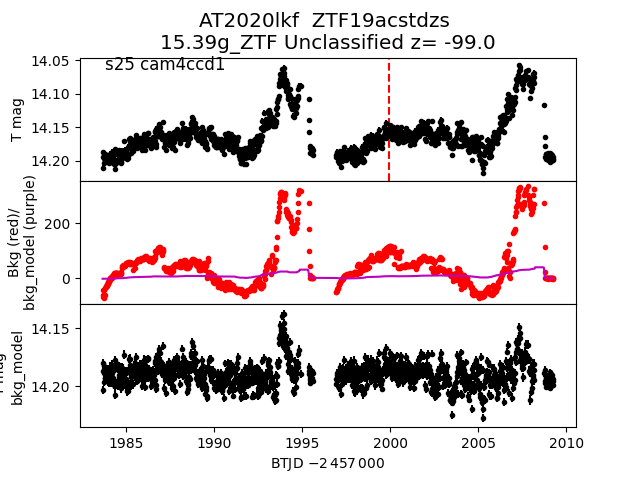 AT2020lkf  ZTF19acstdzs
15.39g_ZTF Unclassified z= -99.0
s25 cam4ccd1
T mag
14.05
14.10
14.15
14.20
Bkg (red)/
bkg_model (purple)
200
0
mag
bkg_model
14.15
14.20
1985
1990
1995
2000
2005
2010
BTJD −2 457 000